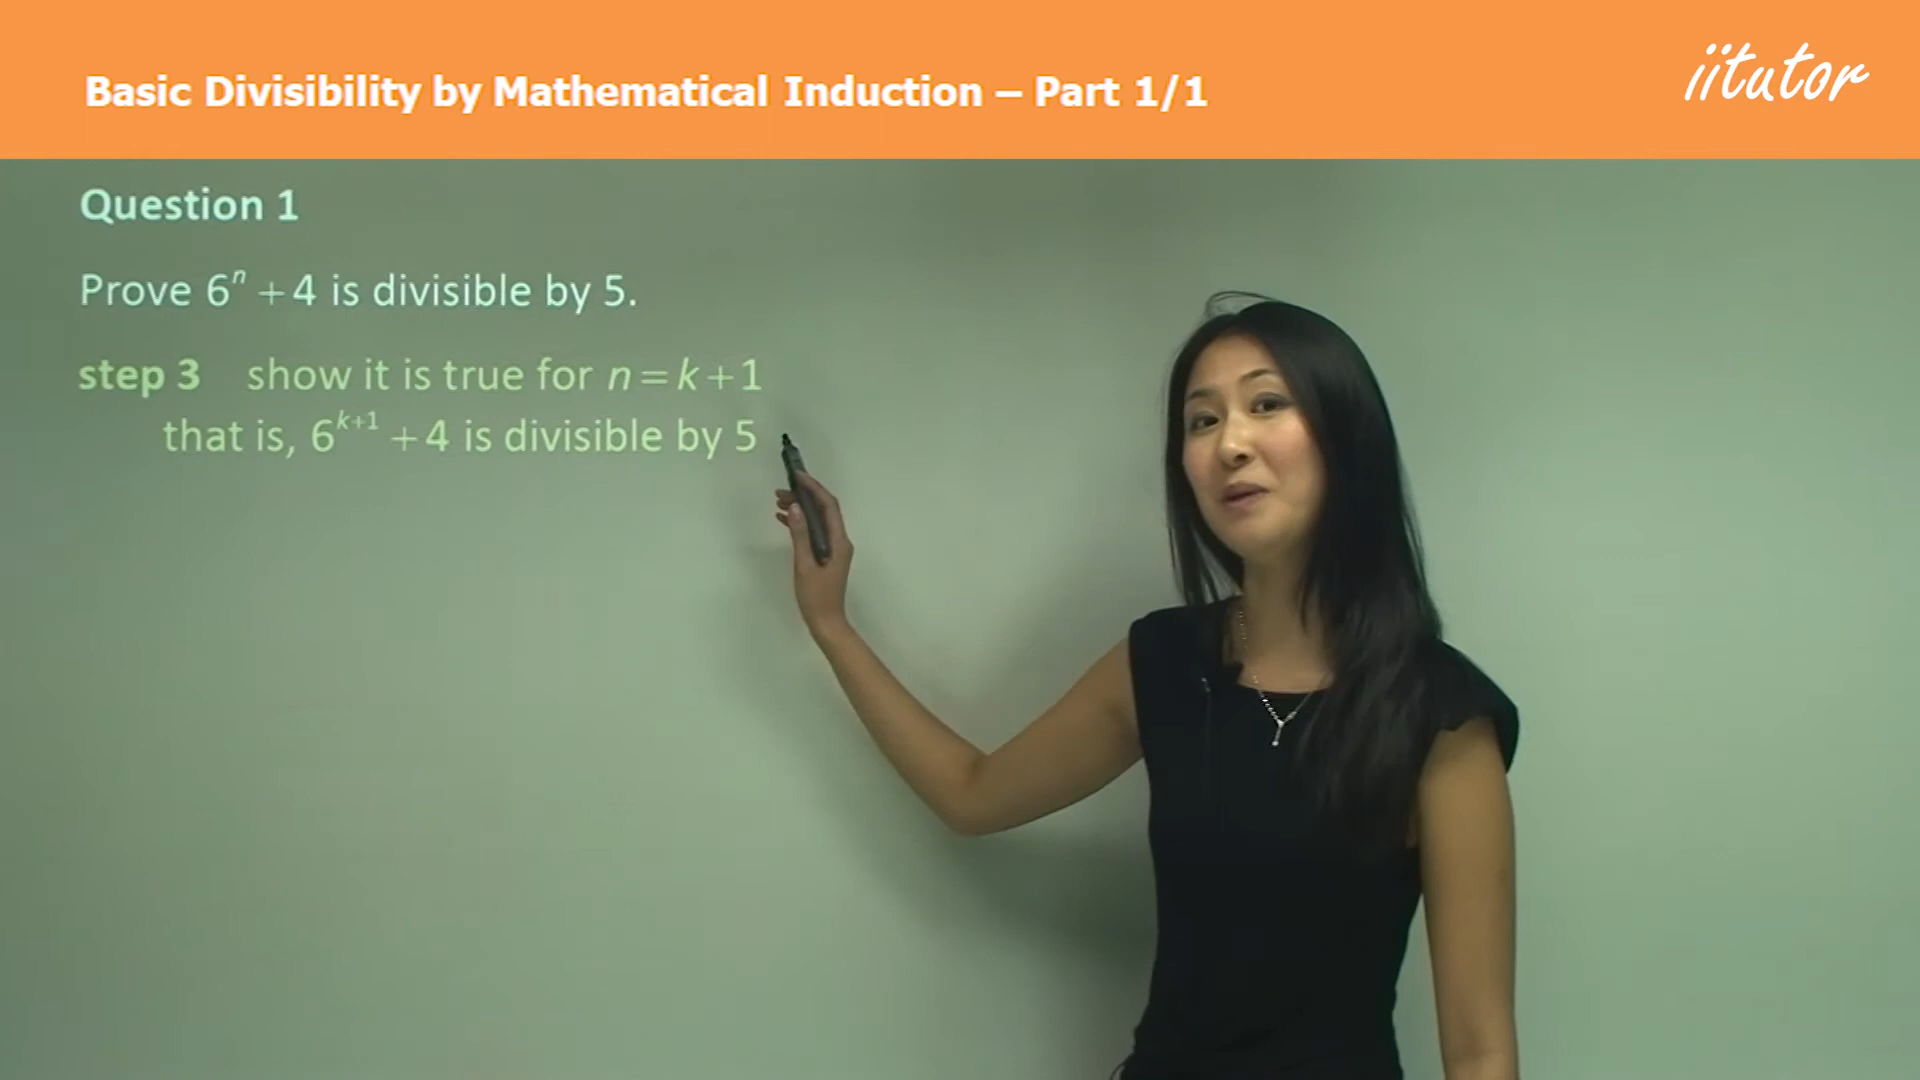 Basic Divisibility by Mathematical Induction – Part 1/1
iitutor
Question 1
Prove 6ⁿ + 4 is divisible by 5.
step 3 show it is true for n = k + 1
that is, 6ᵏ⁺¹ + 4 is divisible by 5